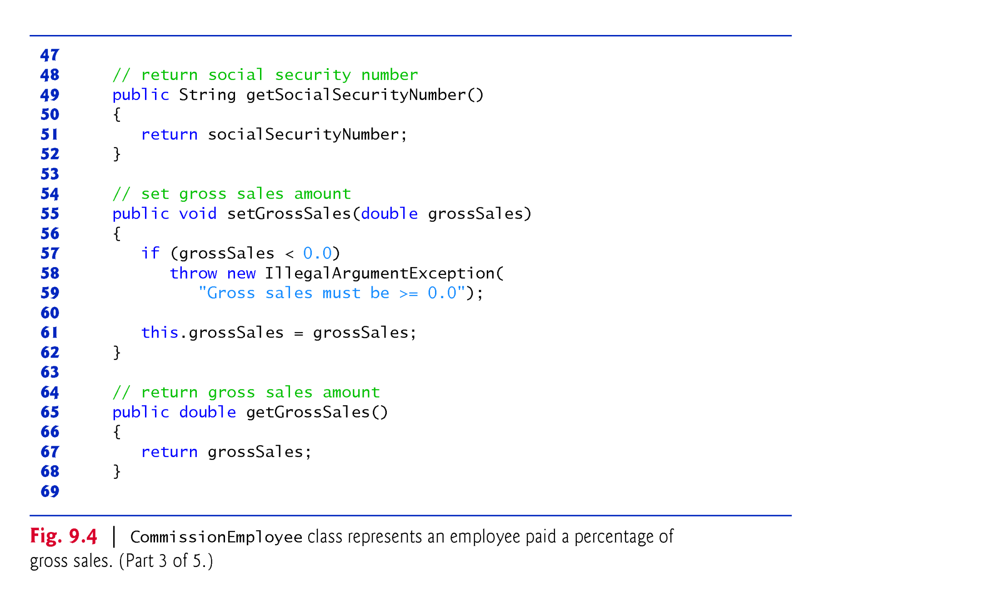 47
48 // return social security number
49 public String getSocialSecurityNumber()
50 {
51 return socialSecurityNumber;
52 }
53
54 // set gross sales amount
55 public void setGrossSales(double grossSales)
56 {
57 if (grossSales < 0.0)
58 throw new IllegalArgumentException(
59 "Gross sales must be >= 0.0");
60
61 this.grossSales = grossSales;
62 }
63
64 // return gross sales amount
65 public double getGrossSales()
66 {
67 return grossSales;
68 }
69
Fig. 9.4 | CommissionEmployee class represents an employee paid a percentage of
gross sales. (Part 3 of 5.)